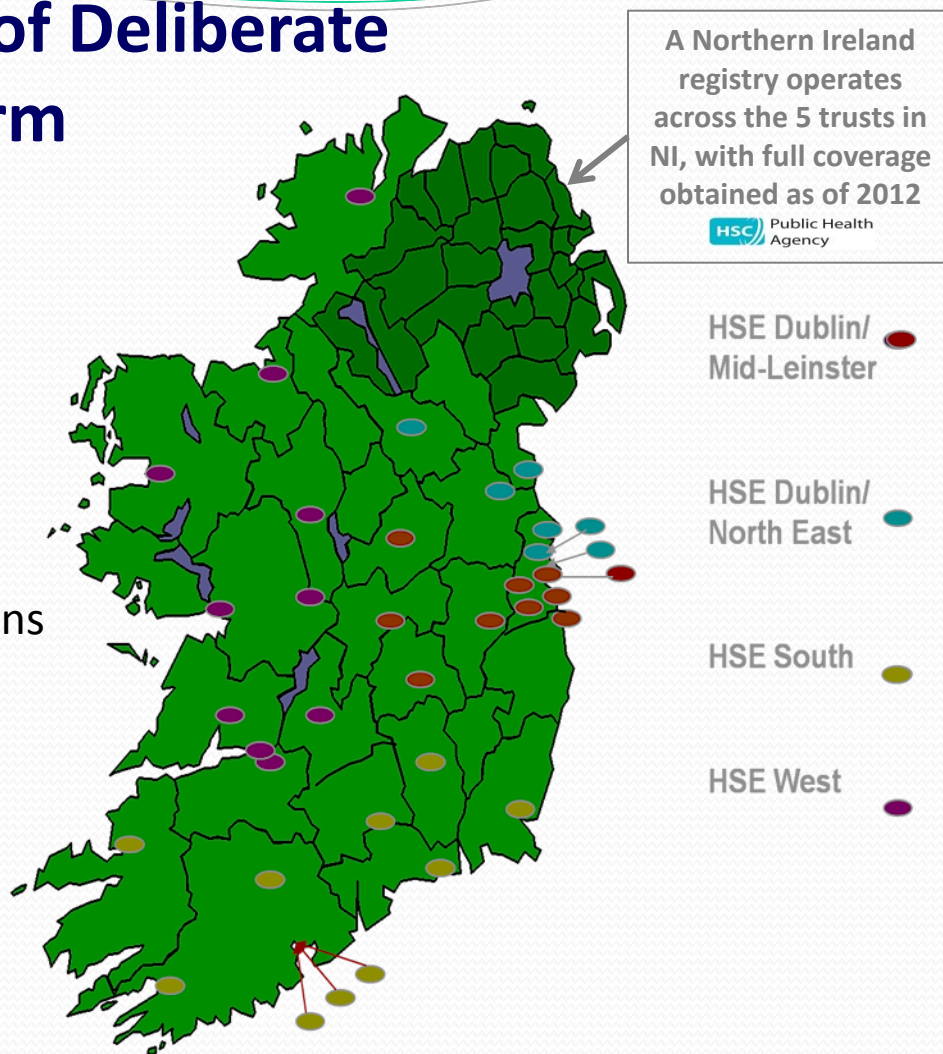 of Deliberate
rm
A Northern Ireland
registry operates
across the 5 trusts in
NI, with full coverage
obtained as of 2012
HSC Public Health
Agency
HSE Dublin/
Mid-Leinster
HSE Dublin/
North East
ns
HSE South
HSE West